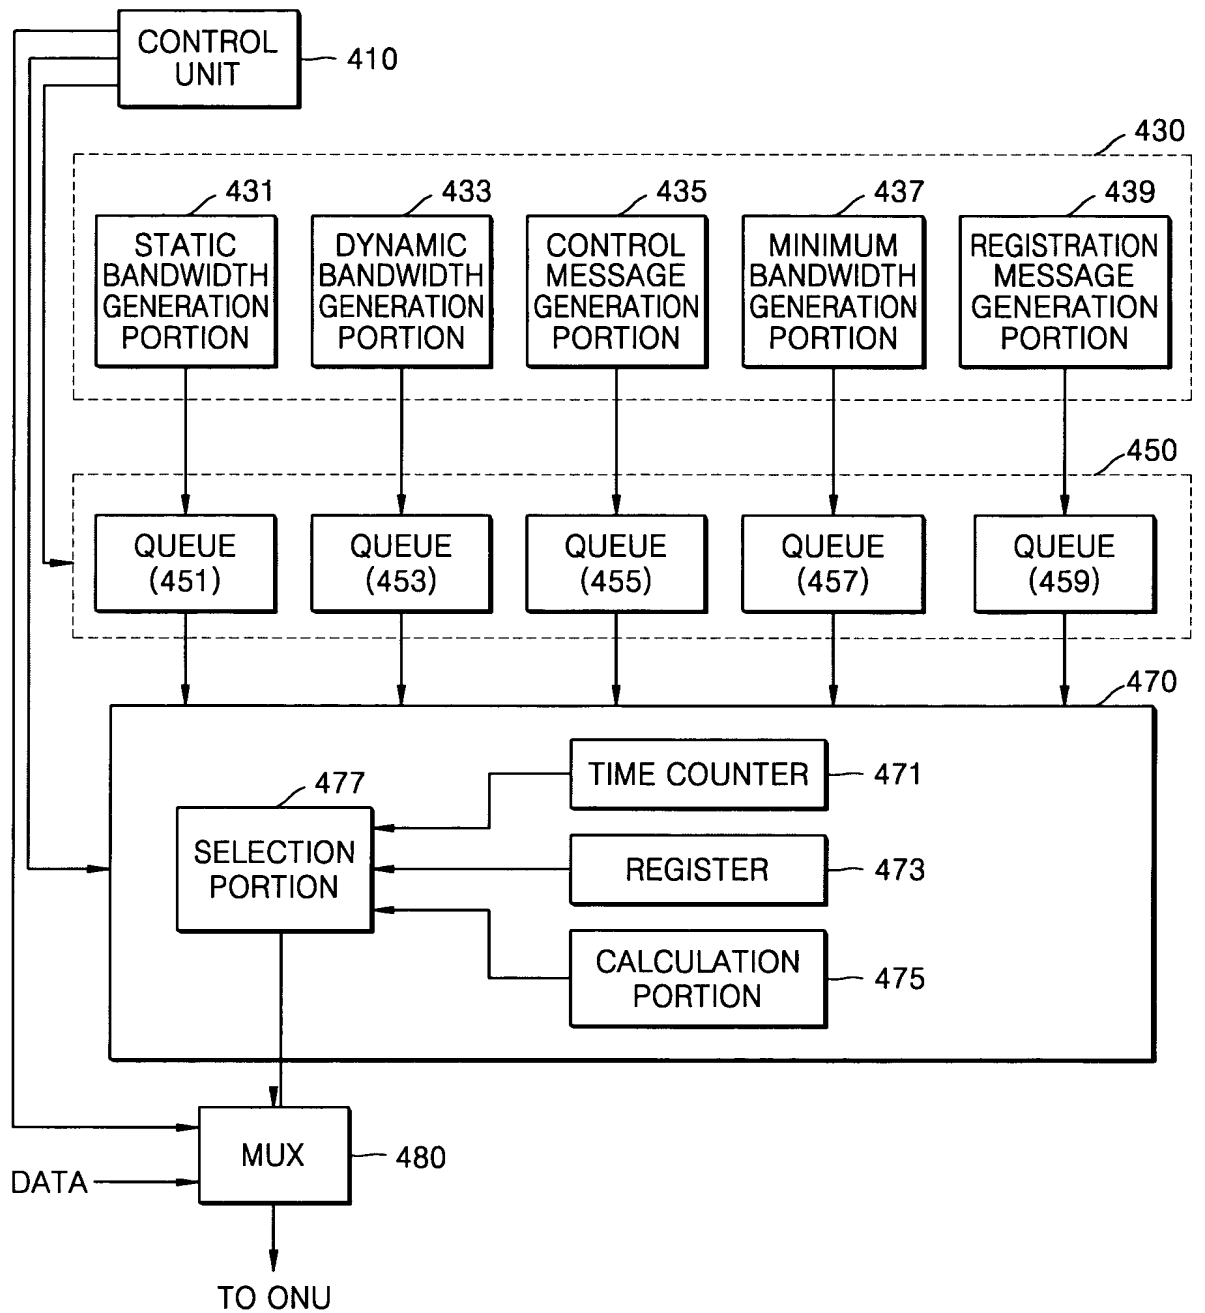 CONTROL
UNIT
410
430
431
433
435
437
439
STATIC
BANDWIDTH
GENERATION
PORTION
DYNAMIC
BANDWIDTH
GENERATION
PORTION
CONTROL
MESSAGE
GENERATION
PORTION
MINIMUM
BANDWIDTH
GENERATION
PORTION
REGISTRATION
MESSAGE
GENERATION
PORTION
450
QUEUE
(451)
QUEUE
(453)
QUEUE
(455)
QUEUE
(457)
QUEUE
(459)
470
477
SELECTION
PORTION
TIME COUNTER
471
REGISTER
473
CALCULATION
PORTION
475
MUX
480
DATA
TO ONU